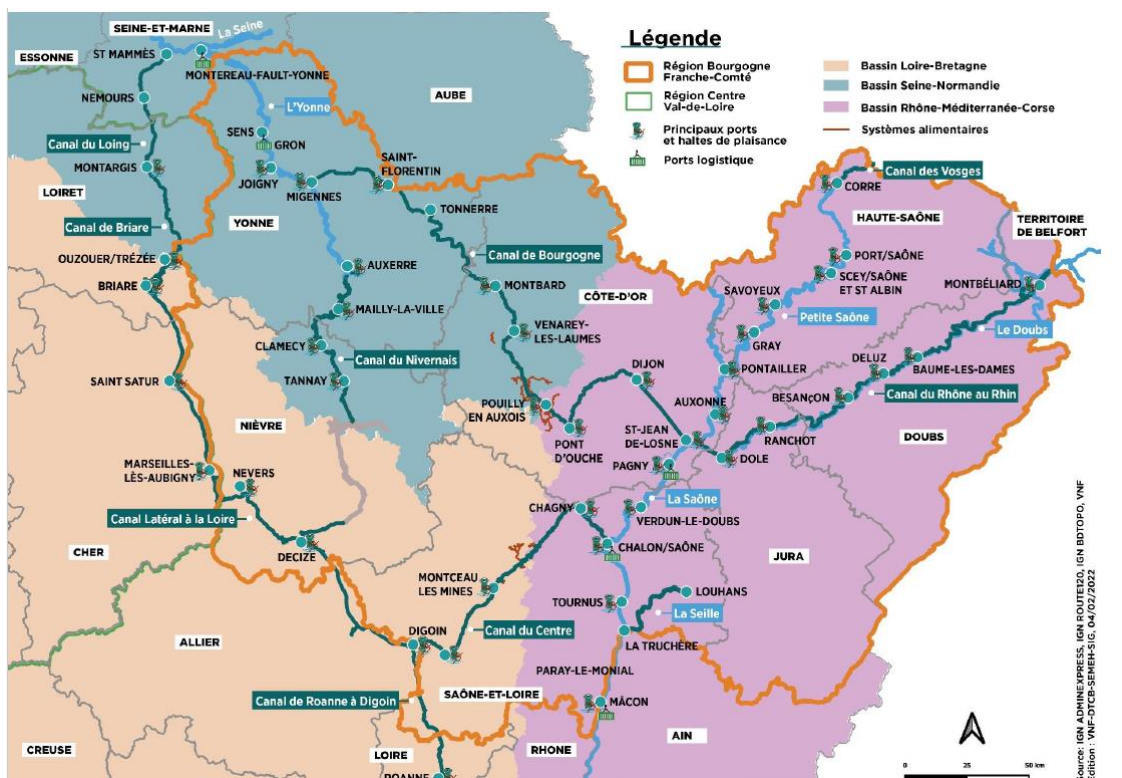 Légende
Région Bourgogne
Franche-Comté
Région Centre
Val-de-Loire
Principaux ports
et haltes de plaisance
Ports logistique
Bassin Loire-Bretagne
Bassin Seine-Normandie
Bassin Rhône-Méditerranée-Corse
Systèmes alimentaires
SEINE-ET-MARNE
La Seine
ESSONNE
ST MAMMÈS
MONTEREAU-FAULT-YONNE
AUBE
NEMOURS
L'Yonne
SENS
GRON
Canal du Loing
MONTARGIS
JOIGNY
MIGENNES
SAINT-
FLORENTIN
LOIRET
YONNE
TONNERRE
Canal de Briare
OUZOUER/TRÉZÉE
BRIARE
AUXERRE
Canal de Bourgogne
MONTBARD
CÔTE-D'OR
MAILLY-LA-VILLE
VENAREY-
LES-LAUMES
CLAMECY
Canal du Nivernais
TANNAY
SAINT SATUR
NIÈVRE
POUILLY
EN AUXOIS
PONT
D'OUCHE
DIJON
Canal des Vosges
CORRE
HAUTE-SAÔNE
TERRITOIRE
DE BELFORT
PORT/SAÔNE
SCEY/SAÔNE
ET ST ALBIN
MONTBÉLIARD
SAVOYEUX
Petite Saône
Le Doubs
GRAY
PONTAILLER
DELUZ
BAUME-LES-DAMES
AUXONNE
BESANçON
Canal du Rhône au Rhin
ST-JEAN
DE-LOSNE
RANCHOT
DOUBS
DOLE
PAGNY
MARSEILLES-
LÈS-AUBIGNY
NEVERS
Canal Latéral à la Loire
CHAGNY
La Saône
VERDUN-LE-DOUBS
CHER
DECIZE
CHALON/SAÔNE
JURA
MONTCEAU
LES MINES
TOURNUS
LOUHANS
La Seille
ALLIER
DIGOIN
Canal du Centre
LA TRUCHÈRE
PARAY-LE-MONIAL
Canal de Roanne à Digoin
SAÔNE-ET-LOIRE
MÂCON
AIN
CREUSE
LOIRE
RHONE
ROANNE
0 25 50 km
Source: IGN ADMINEXPRESS, IGN ROUTE120, IGN BDTOPO, VNF
Edition : VNF-DTCB-SEMEH-SIG, 04/02/2022